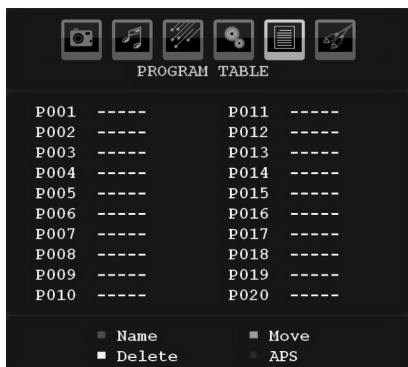 PROGRAM TABLE
P001 ----- P011 -----
P002 ----- P012 -----
P003 ----- P013 -----
P004 ----- P014 -----
P005 ----- P015 -----
P006 ----- P016 -----
P007 ----- P017 -----
P008 ----- P018 -----
P009 ----- P019 -----
P010 ----- P020 -----
Name Move
Delete APS